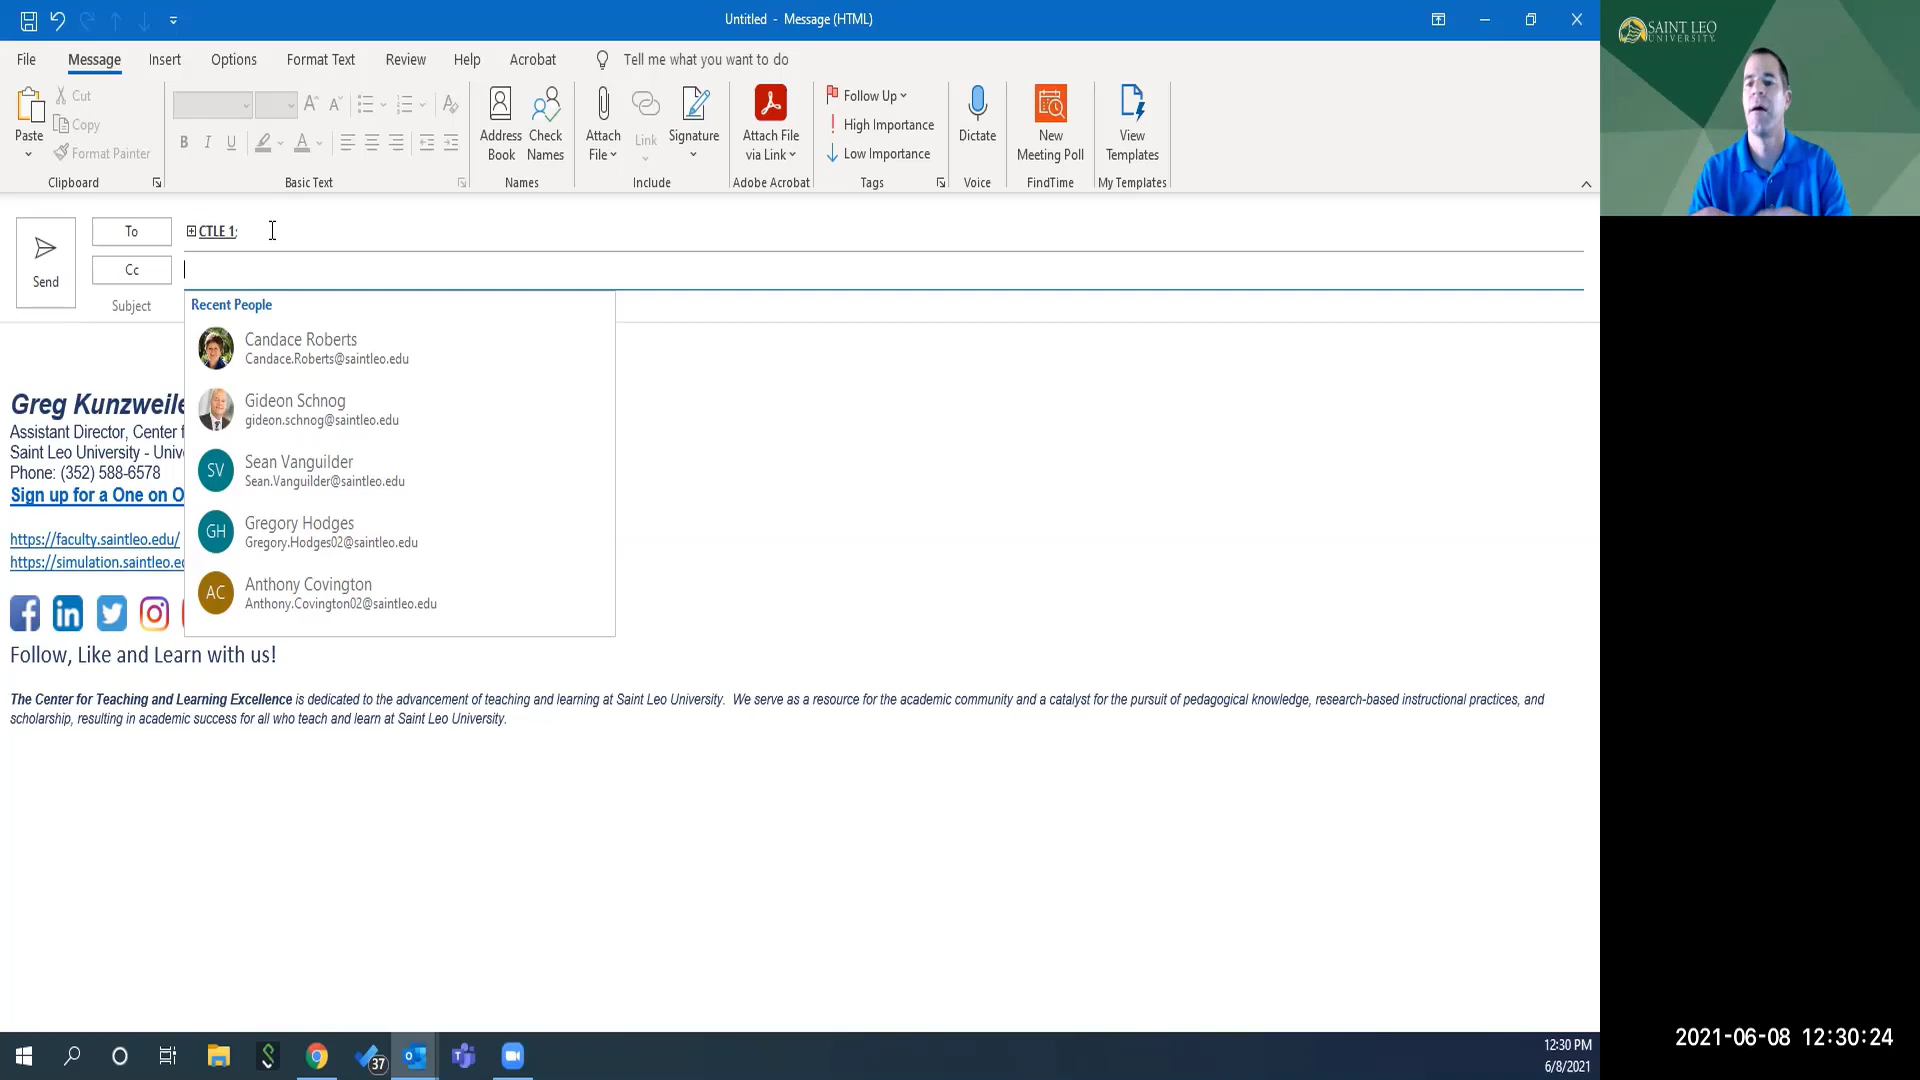 Untitled - Message (HTML)
File Message Insert Options Format Text Review Help Acrobat Tell me what you want to do
Paste
Cut
Copy
Format Painter
Clipboard
B I U
Basic Text
Address Book
Check Names
Names
Attach File
Link
Signature
Include
Attach File via Link
Adobe Acrobat
Follow Up
High Importance
Low Importance
Tags
Dictate
Voice
New Meeting Poll
FindTime
View Templates
My Templates
Send
To
CTLE 1;
Cc
Subject
Recent People
Candace Roberts
Candace.Roberts@saintleo.edu
Gideon Schnog
gideon.schnog@saintleo.edu
SV
Sean Vanguilder
Sean.Vanguilder@saintleo.edu
GH
Gregory Hodges
Gregory.Hodges02@saintleo.edu
AC
Anthony Covington
Anthony.Covington02@saintleo.edu
Greg Kunzweile
Assistant Director, Center f
Saint Leo University - Univ
Phone: (352) 588-6578
Sign up for a One on O
https://faculty.saintleo.edu/
https://simulation.saintleo.ed
Follow, Like and Learn with us!
The Center for Teaching and Learning Excellence is dedicated to the advancement of teaching and learning at Saint Leo University. We serve as a resource for the academic community and a catalyst for the pursuit of pedagogical knowledge, research-based instructional practices, and
scholarship, resulting in academic success for all who teach and learn at Saint Leo University.
37
12:30 PM
6/8/2021
SAINT LEO
UNIVERSITY
2021-06-08 12:30:24